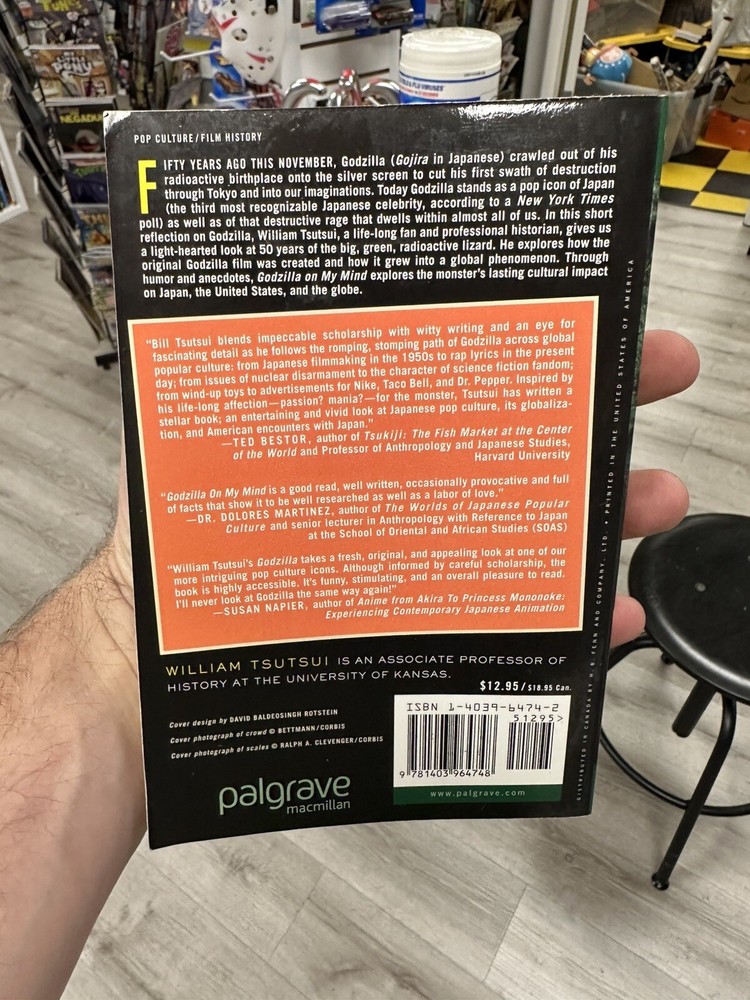 POP CULTURE/FILM HISTORY
FIFTY YEARS AGO THIS NOVEMBER, Godzilla (Gojira in Japanese) crawled out of his
radioactive birthplace onto the silver screen to cut his first swath of destruction
through Tokyo and into our imaginations. Today Godzilla stands as a pop icon of Japan
(the third most recognizable Japanese celebrity, according to a New York Times
poll) as well as of that destructive rage that dwells within almost all of us. In this short
reflection on Godzilla, William Tsutsui, a life-long fan and professional historian, gives us
a light-hearted look at 50 years of the big, green, radioactive lizard. He explores how the
original Godzilla film was created and how it grew into a global phenomenon. Through
humor and anecdotes, Godzilla on My Mind explores the monster's lasting cultural impact
on Japan, the United States, and the globe.
"Bill Tsutsui blends impeccable scholarship with witty writing and an eye for
fascinating detail as he follows the romping, stomping path of Godzilla across global
popular culture: from Japanese filmmaking in the 1950s to rap lyrics in the present
day; from issues of nuclear disarmament to the character of science fiction fandom;
from wind-up toys to advertisements for Nike, Taco Bell, and Dr. Pepper. Inspired by
his life-long affection—passion? mania?—for the monster, Tsutsui has written a
stellar book; an entertaining and vivid look at Japanese pop culture, its globaliza-
tion, and American encounters with Japan."
—TED BESTOR, author of Tsukiji: The Fish Market at the Center
of the World and Professor of Anthropology and Japanese Studies,
Harvard University
"Godzilla On My Mind is a good read, well written, occasionally provocative and full
of facts that show it to be well researched as well as a labor of love."
—DR. DOLORES MARTINEZ, author of The Worlds of Japanese Popular
Culture and senior lecturer in Anthropology with Reference to Japan
at the School of Oriental and African Studies (SOAS)
"William Tsutsui's Godzilla takes a fresh, original, and appealing look at one of our
more intriguing pop culture icons. Although informed by careful scholarship, the
book is highly accessible. It's funny, stimulating, and an overall pleasure to read.
I'll never look at Godzilla the same way again!"
—SUSAN NAPIER, author of Anime from Akira To Princess Mononoke:
Experiencing Contemporary Japanese Animation
WILLIAM TSUTSUI IS AN ASSOCIATE PROFESSOR OF
HISTORY AT THE UNIVERSITY OF KANSAS.
$12.95/$18.95 Can.
Cover design by DAVID BALDEOSINGH ROTSTEIN
Cover photograph of crowd © BETTMANN/CORBIS
Cover photograph of scales © RALPH A. CLEVENGER/CORBIS
palgrave
macmillan
ISBN 1-4039-6474-2
51295>
9 781403 964748
www.palgrave.com
DISTRIBUTED IN CANADA BY H. B. FENN AND COMPANY, LTD. • PRINTED IN THE UNITED STATES OF AMERICA